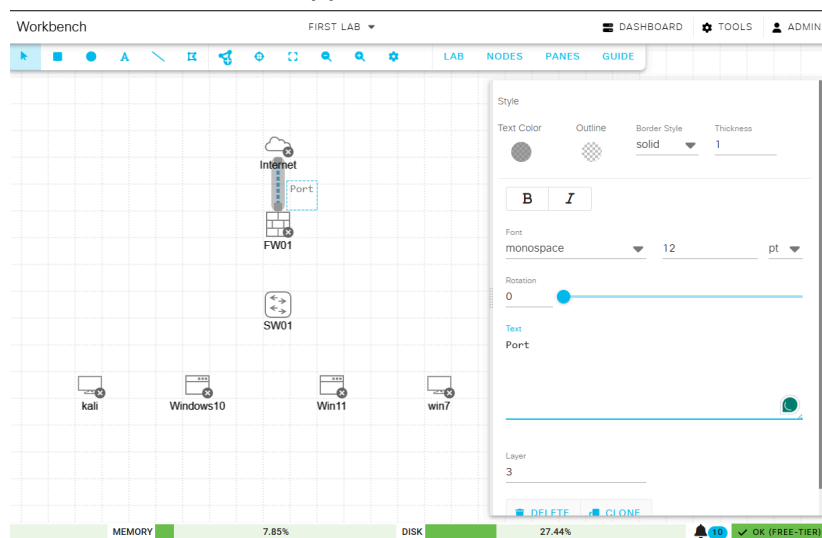 Workbench FIRST LAB DASHBOARD TOOLS ADMIN
A LAB NODES PANES GUIDE
Style
Text Color Outline Border Style Thickness
solid 1
B I
Font
monospace 12 pt
Rotation
0
Text
Port
Layer
3
DELETE CLONE
Internet
Port
FW01
SW01
kali Windows10 Win11 win7
MEMORY 7.85% DISK 27.44% 10 OK (FREE-TIER)